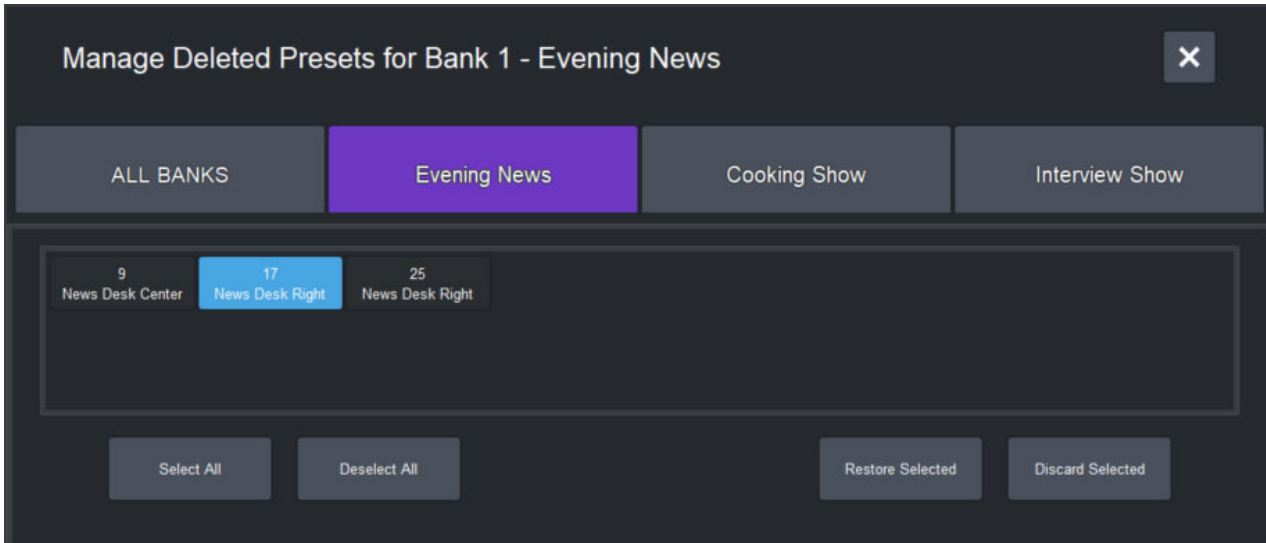 Manage Deleted Presets for Bank 1 - Evening News
ALL BANKS
Evening News
Cooking Show
Interview Show
9
News Desk Center
17
News Desk Right
25
News Desk Right
Select All
Deselect All
Restore Selected
Discard Selected